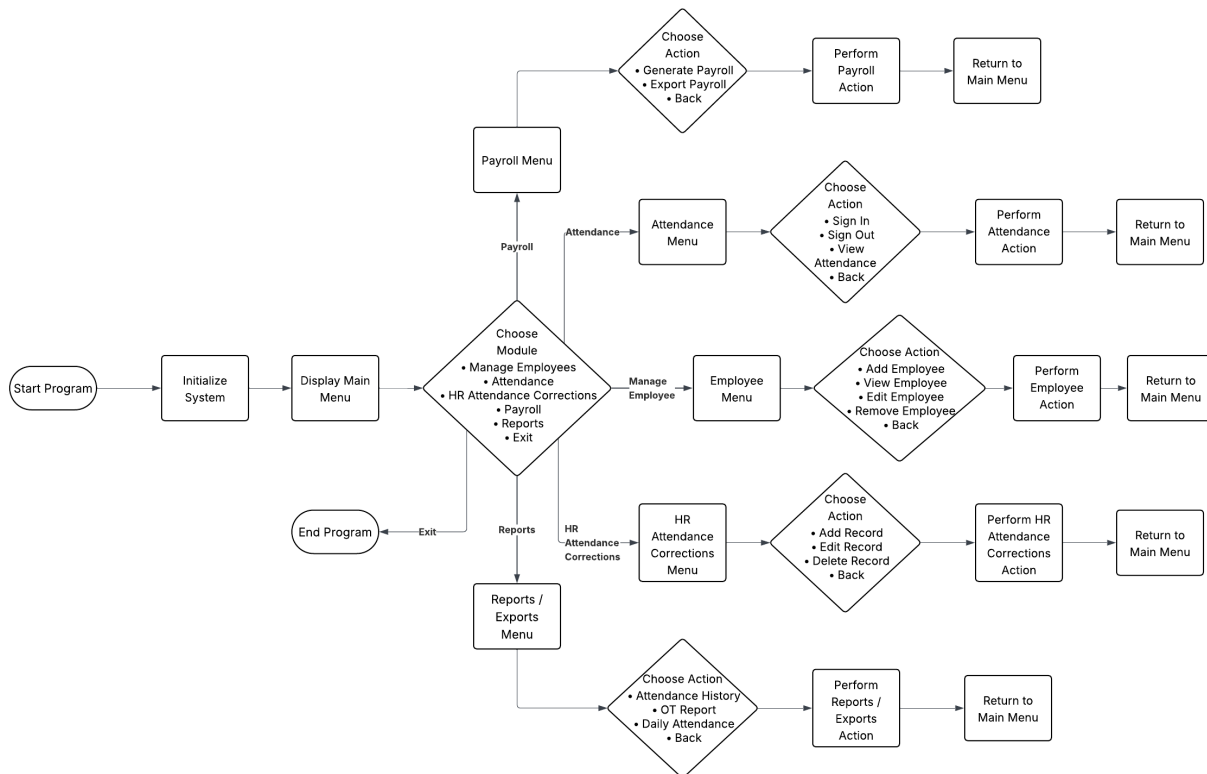 Choose
Action
• Generate Payroll
• Export Payroll
• Back
Perform
Payroll
Action
Return to
Main Menu
Payroll Menu
Payroll
Attendance
Attendance
Menu
Choose
Action
• Sign In
• Sign Out
• View
Attendance
• Back
Perform
Attendance
Action
Return to
Main Menu
Start Program
Initialize
System
Display Main
Menu
Choose
Module
• Manage Employees
• Attendance
• HR Attendance Corrections
• Payroll
• Reports
• Exit
Manage
Employee
Employee
Menu
Choose Action
• Add Employee
• View Employee
• Edit Employee
• Remove Employee
• Back
Perform
Employee
Action
Return to
Main Menu
End Program
Exit
Reports
HR
Attendance
Corrections
HR
Attendance
Corrections
Menu
Choose
Action
• Add Record
• Edit Record
• Delete Record
• Back
Perform HR
Attendance
Corrections
Action
Return to
Main Menu
Reports /
Exports
Menu
Choose Action
• Attendance History
• OT Report
• Daily Attendance
• Back
Perform
Reports /
Exports
Action
Return to
Main Menu